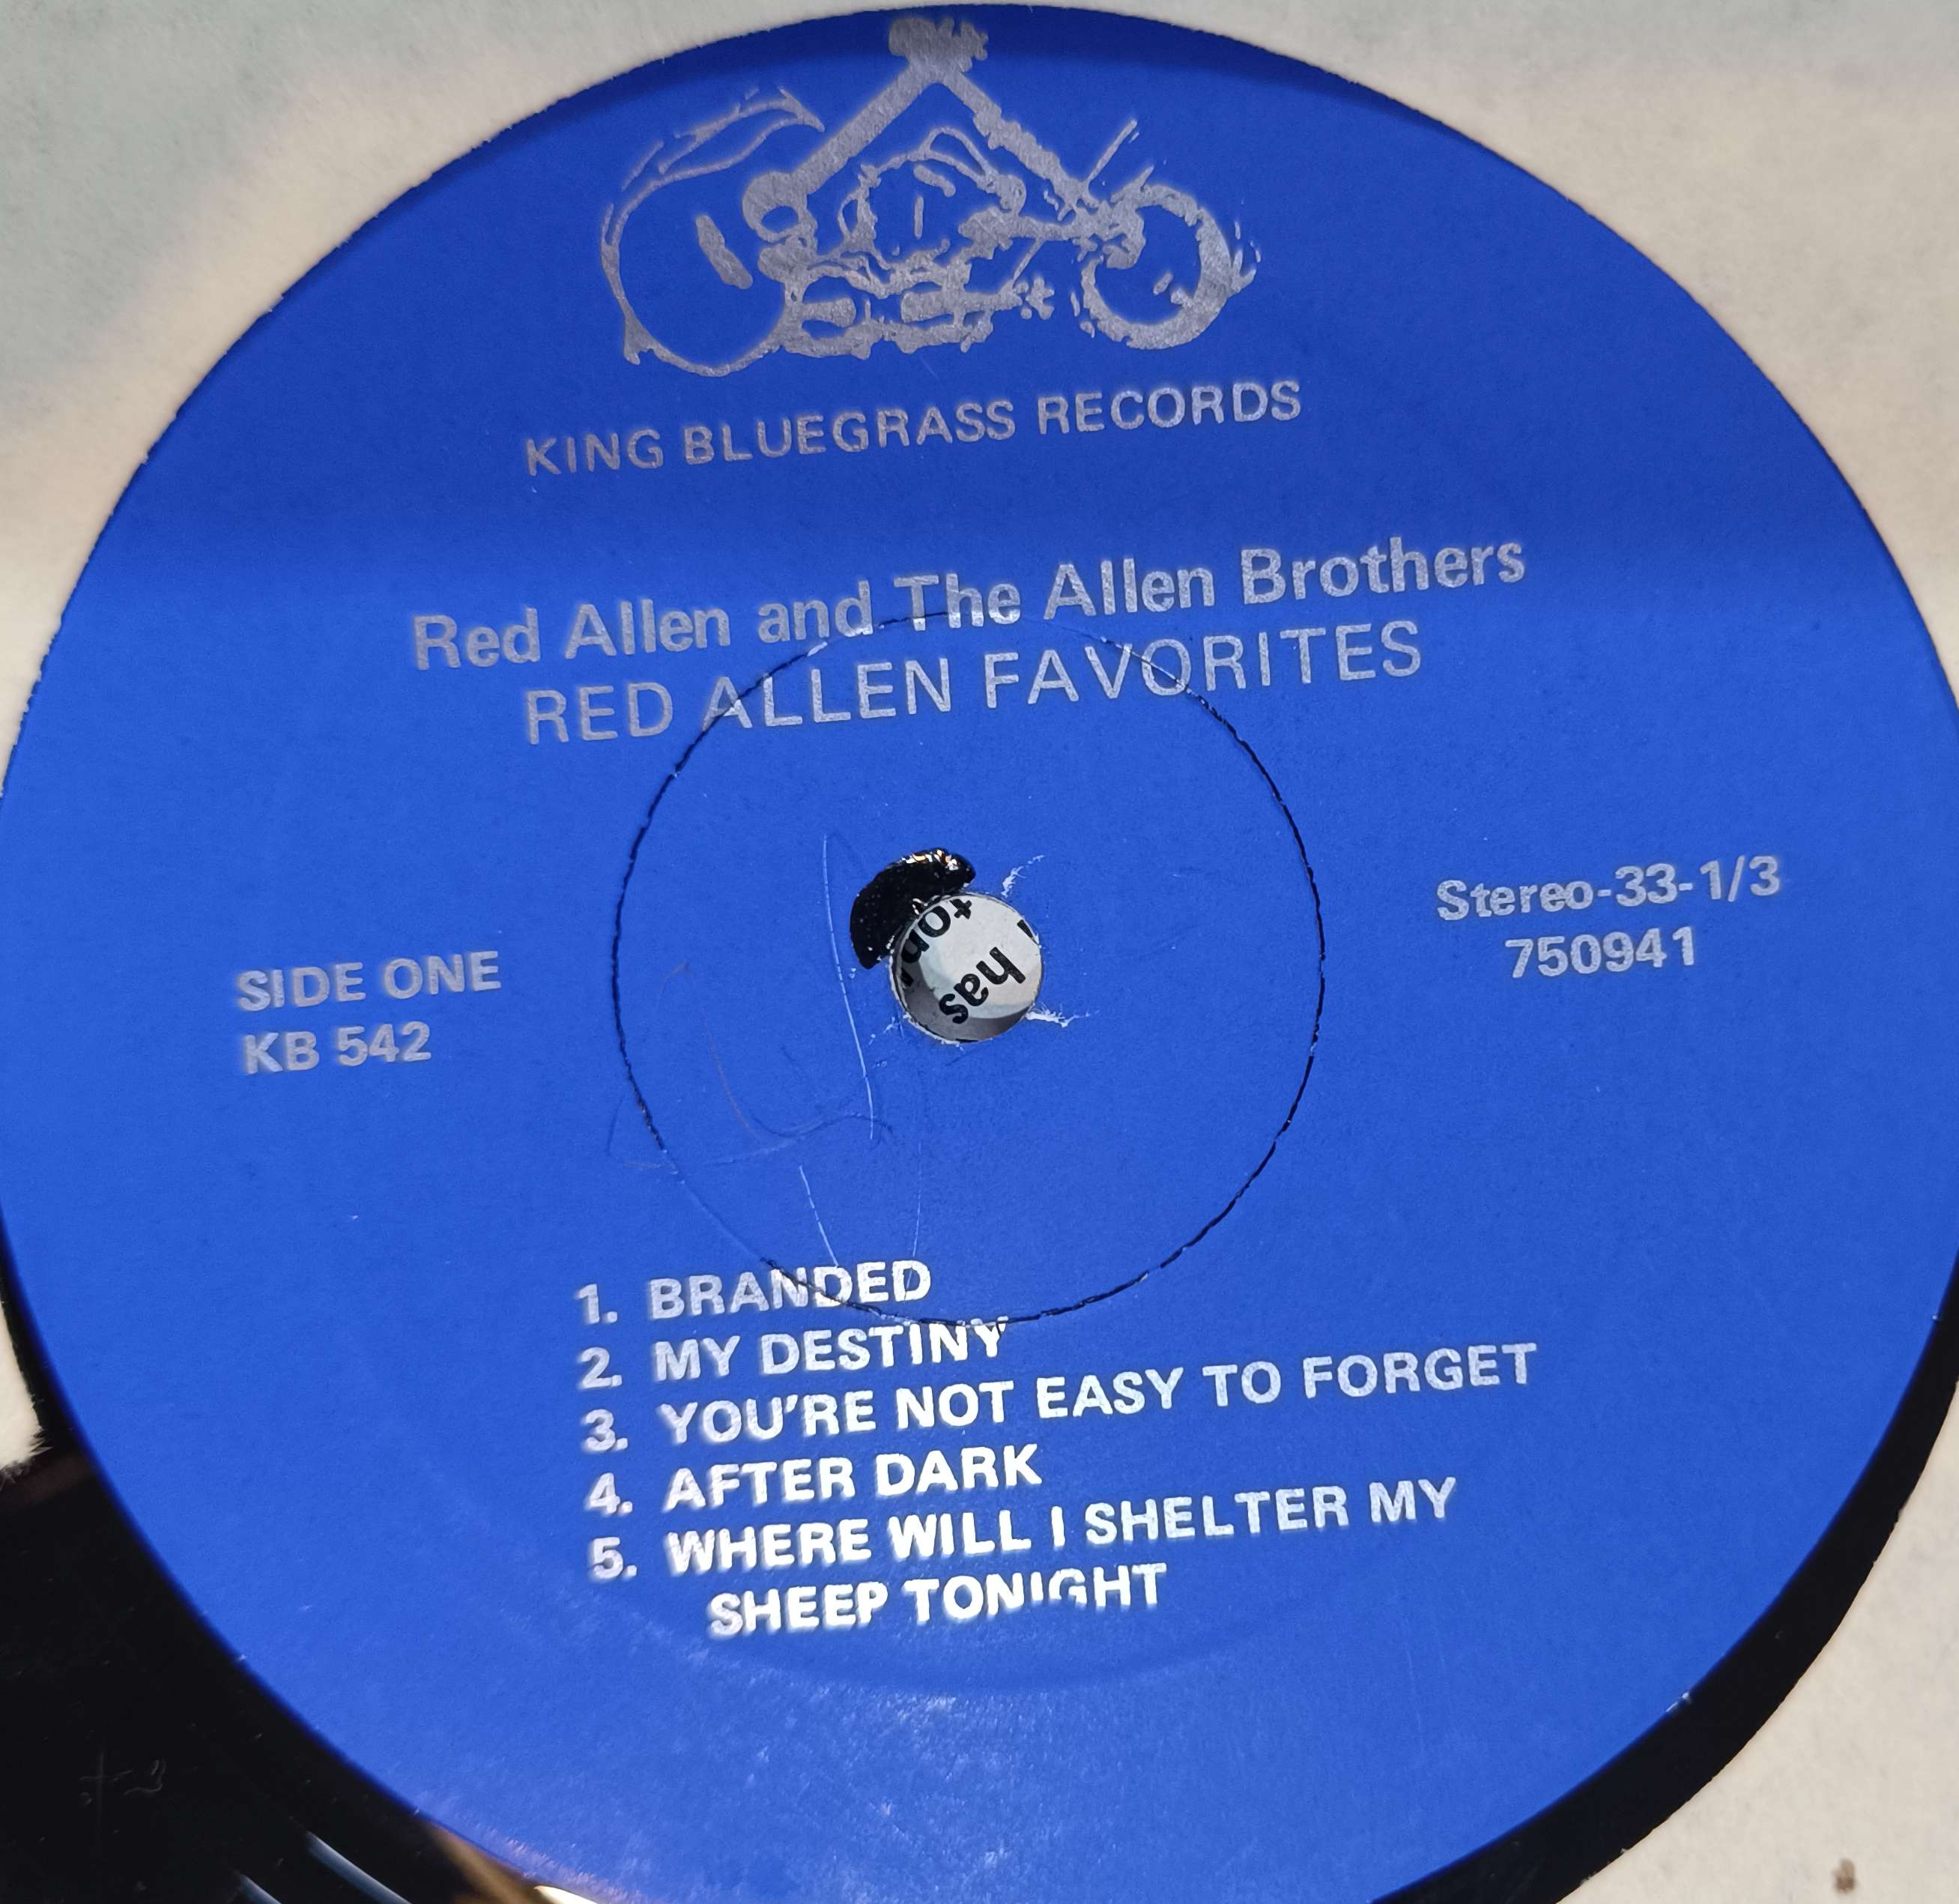 KING BLUEGRASS RECORDS
Red Allen and The Allen Brothers
RED ALLEN FAVORITES
Stereo-33-1/3
750941
SIDE ONE
KB 542
has
1. BRANDED
2. MY DESTINY
3. YOU'RE NOT EASY TO FORGET
4. AFTER DARK
5. WHERE WILL I SHELTER MY
SHEEP TONIGHT